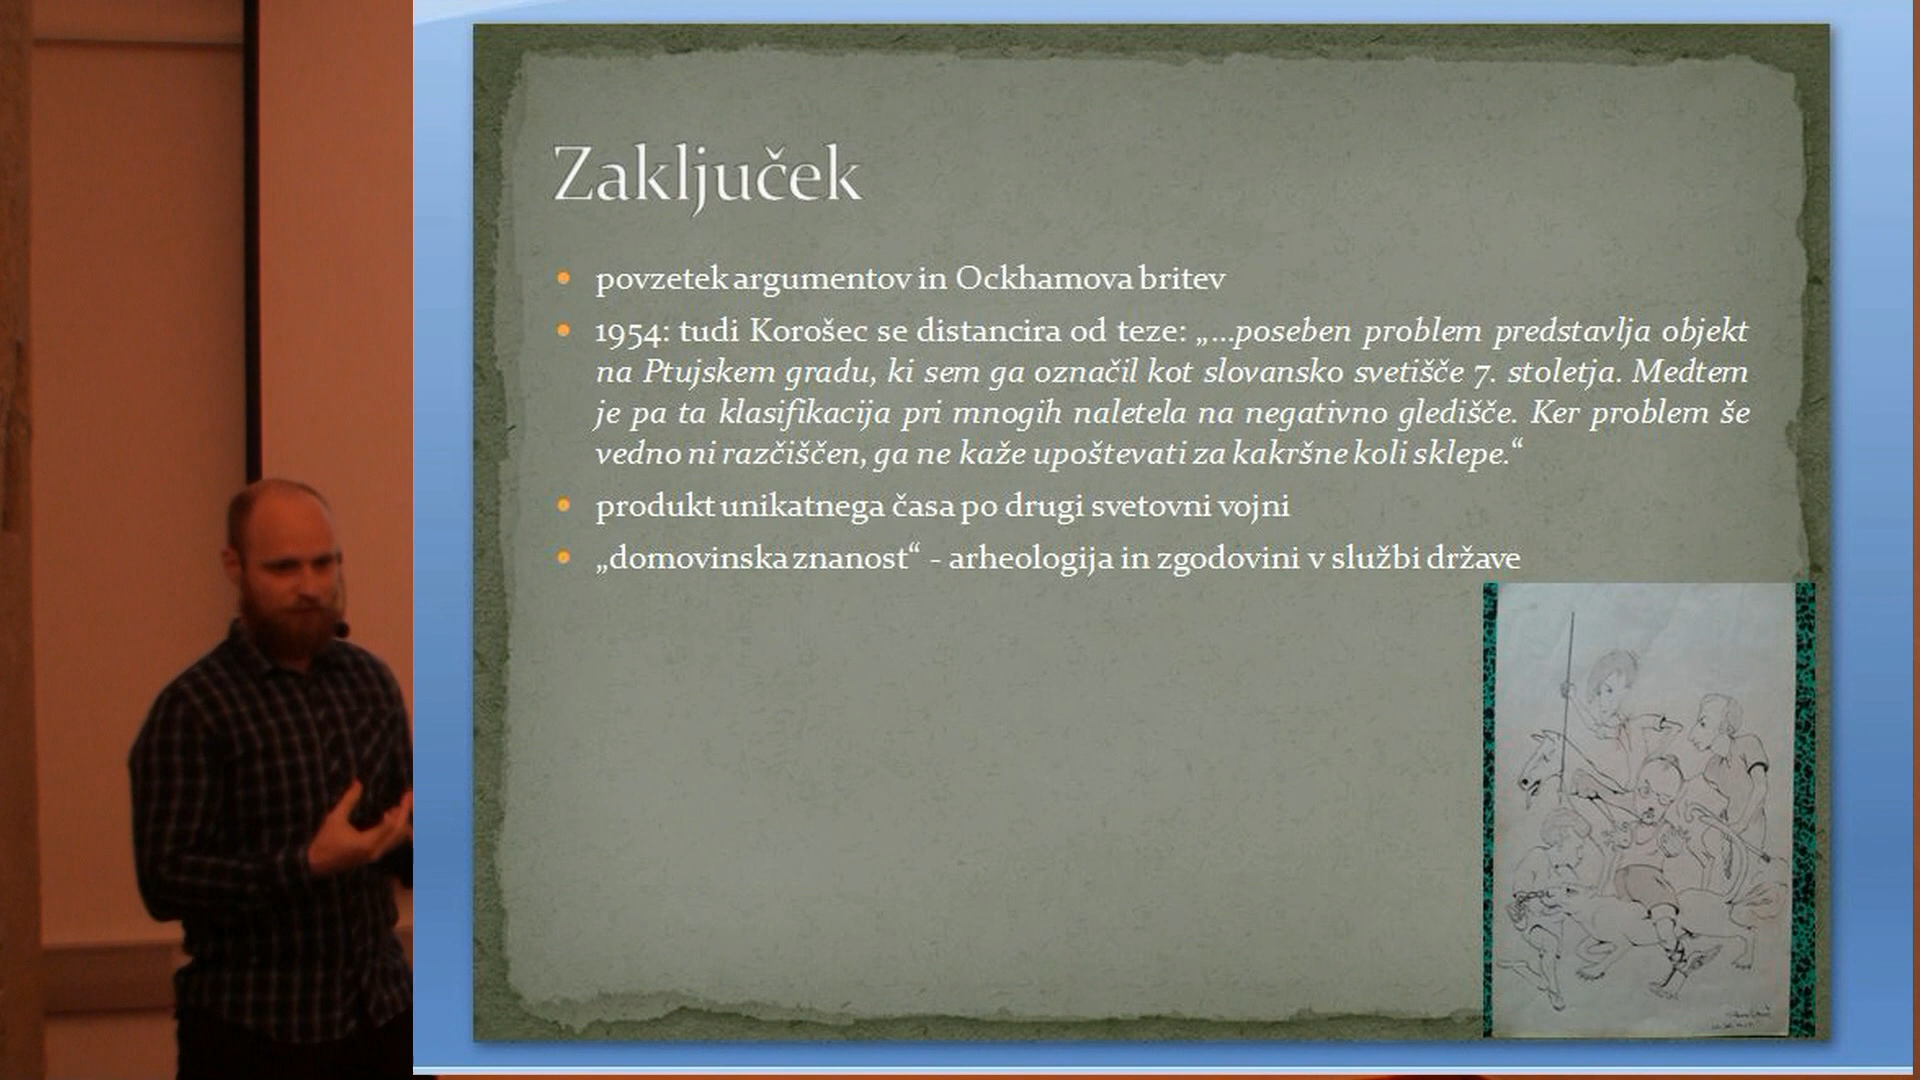 Zaključek
povzetek argumentov in Ockhamova britev
1954: tudi Korošec se distancira od teze: „...poseben problem predstavlja objekt
na Ptujskem gradu, ki sem ga označil kot slovansko svetišče 7. stoletja. Medtem
je pa ta klasifikacija pri mnogih naletela na negativno gledišče. Ker problem še
vedno ni razčiščen, ga ne kaže upoštevati za kakršne koli sklepe.“
produkt unikatnega časa po drugi svetovni vojni
„domovinska znanost“ - arheologija in zgodovini v službi države